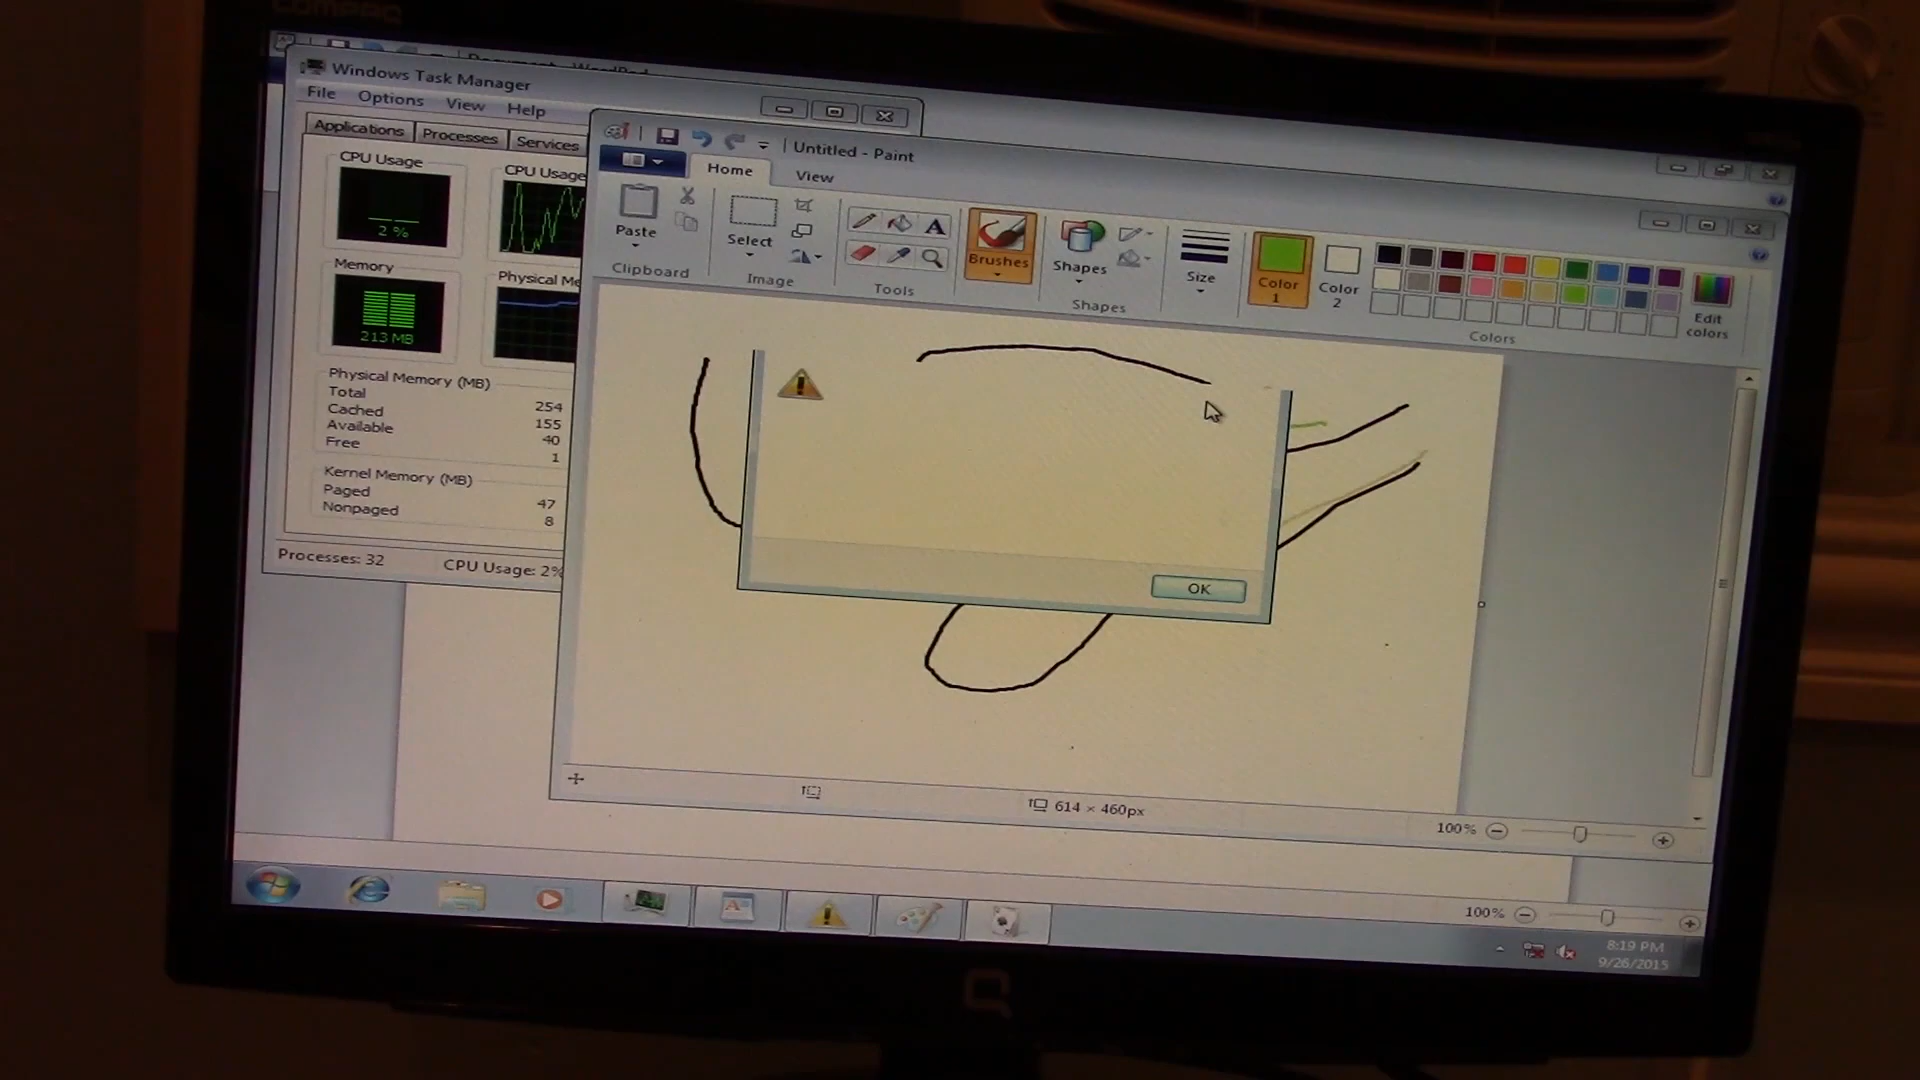 COMPAQ
Document - WordPad
Windows Task Manager
File Options View Help
Applications Processes Services
CPU Usage
CPU Usage
2 %
Memory
Physical Me
213 MB
Physical Memory (MB)
Total 254
Cached 155
Available 40
Free 1
Kernel Memory (MB)
Paged 47
Nonpaged 8
Processes: 32
CPU Usage: 2%
Untitled - Paint
Home View
Paste
Clipboard
Select
Image
A
Tools
Brushes
Shapes
Shapes
Size
Color
1
Color
2
Edit
colors
Colors
OK
614 × 460px
100%
100%
8:19 PM
9/26/2015